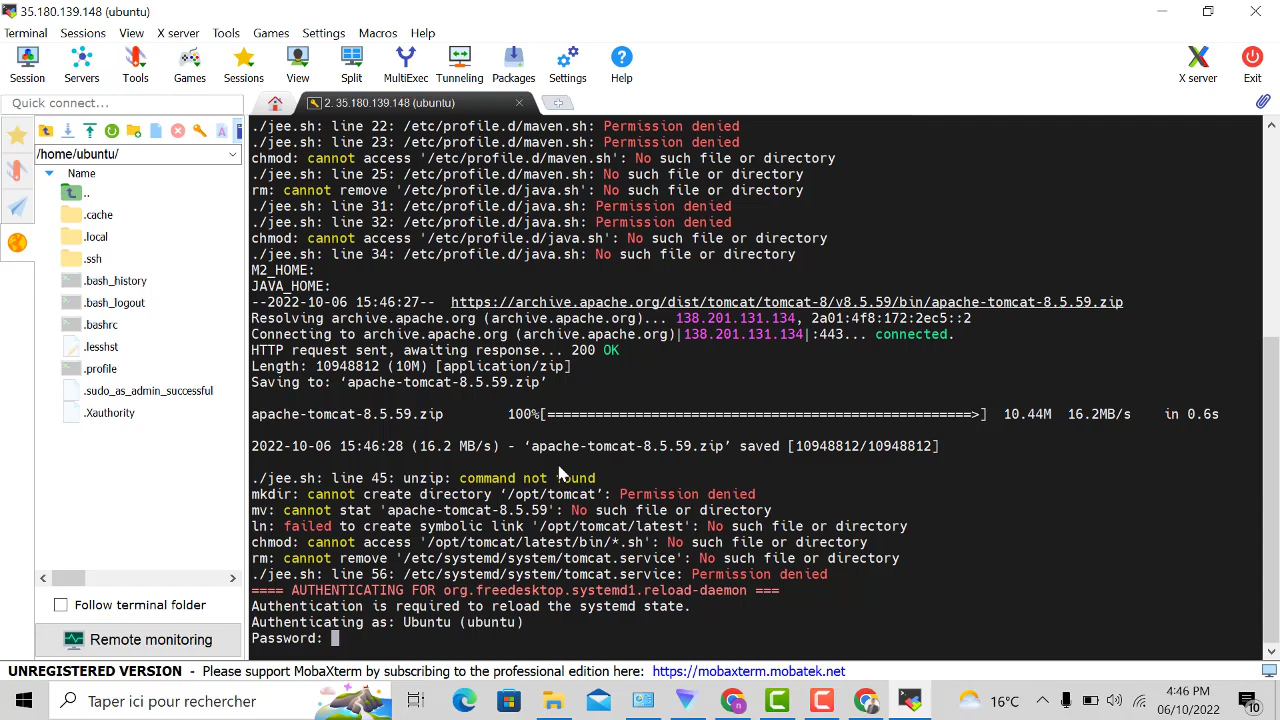 35.180.139.148 (ubuntu)
Terminal Sessions View X server Tools Games Settings Macros Help
Session Servers Tools Games Sessions View Split MultiExec Tunneling Packages Settings Help X server Exit
Quick connect...
2. 35.180.139.148 (ubuntu)
/home/ubuntu/
Name
..
.cache
.local
.ssh
.bash_history
.bash_logout
.bashrc
.lesshst
.profile
.sudo_as_admin_successful
.Xauthority
Follow terminal folder
Remote monitoring
./jee.sh: line 22: /etc/profile.d/maven.sh: Permission denied
./jee.sh: line 23: /etc/profile.d/maven.sh: Permission denied
chmod: cannot access '/etc/profile.d/maven.sh': No such file or directory
./jee.sh: line 25: /etc/profile.d/maven.sh: No such file or directory
rm: cannot remove '/etc/profile.d/java.sh': No such file or directory
./jee.sh: line 31: /etc/profile.d/java.sh: Permission denied
./jee.sh: line 32: /etc/profile.d/java.sh: Permission denied
chmod: cannot access '/etc/profile.d/java.sh': No such file or directory
./jee.sh: line 34: /etc/profile.d/java.sh: No such file or directory
M2_HOME:
JAVA_HOME:
--2022-10-06 15:46:27-- https://archive.apache.org/dist/tomcat/tomcat-8/v8.5.59/bin/apache-tomcat-8.5.59.zip
Resolving archive.apache.org (archive.apache.org)... 138.201.131.134, 2a01:4f8:172:2ec5::2
Connecting to archive.apache.org (archive.apache.org)|138.201.131.134|:443... connected.
HTTP request sent, awaiting response... 200 OK
Length: 10948812 (10M) [application/zip]
Saving to: ‘apache-tomcat-8.5.59.zip’
apache-tomcat-8.5.59.zip 100%[=====================================================>] 10.44M 16.2MB/s in 0.6s
2022-10-06 15:46:28 (16.2 MB/s) - ‘apache-tomcat-8.5.59.zip’ saved [10948812/10948812]
./jee.sh: line 45: unzip: command not found
mkdir: cannot create directory ‘/opt/tomcat’: Permission denied
mv: cannot stat 'apache-tomcat-8.5.59': No such file or directory
ln: failed to create symbolic link '/opt/tomcat/latest': No such file or directory
chmod: cannot access '/opt/tomcat/latest/bin/*.sh': No such file or directory
rm: cannot remove '/etc/systemd/system/tomcat.service': No such file or directory
./jee.sh: line 56: /etc/systemd/system/tomcat.service: Permission denied
==== AUTHENTICATING FOR org.freedesktop.systemd1.reload-daemon ===
Authentication is required to reload the systemd state.
Authenticating as: Ubuntu (ubuntu)
Password:
UNREGISTERED VERSION - Please support MobaXterm by subscribing to the professional edition here: https://mobaxterm.mobatek.net
Taper ici pour rechercher
16°C
4:46 PM
06/10/2022
10